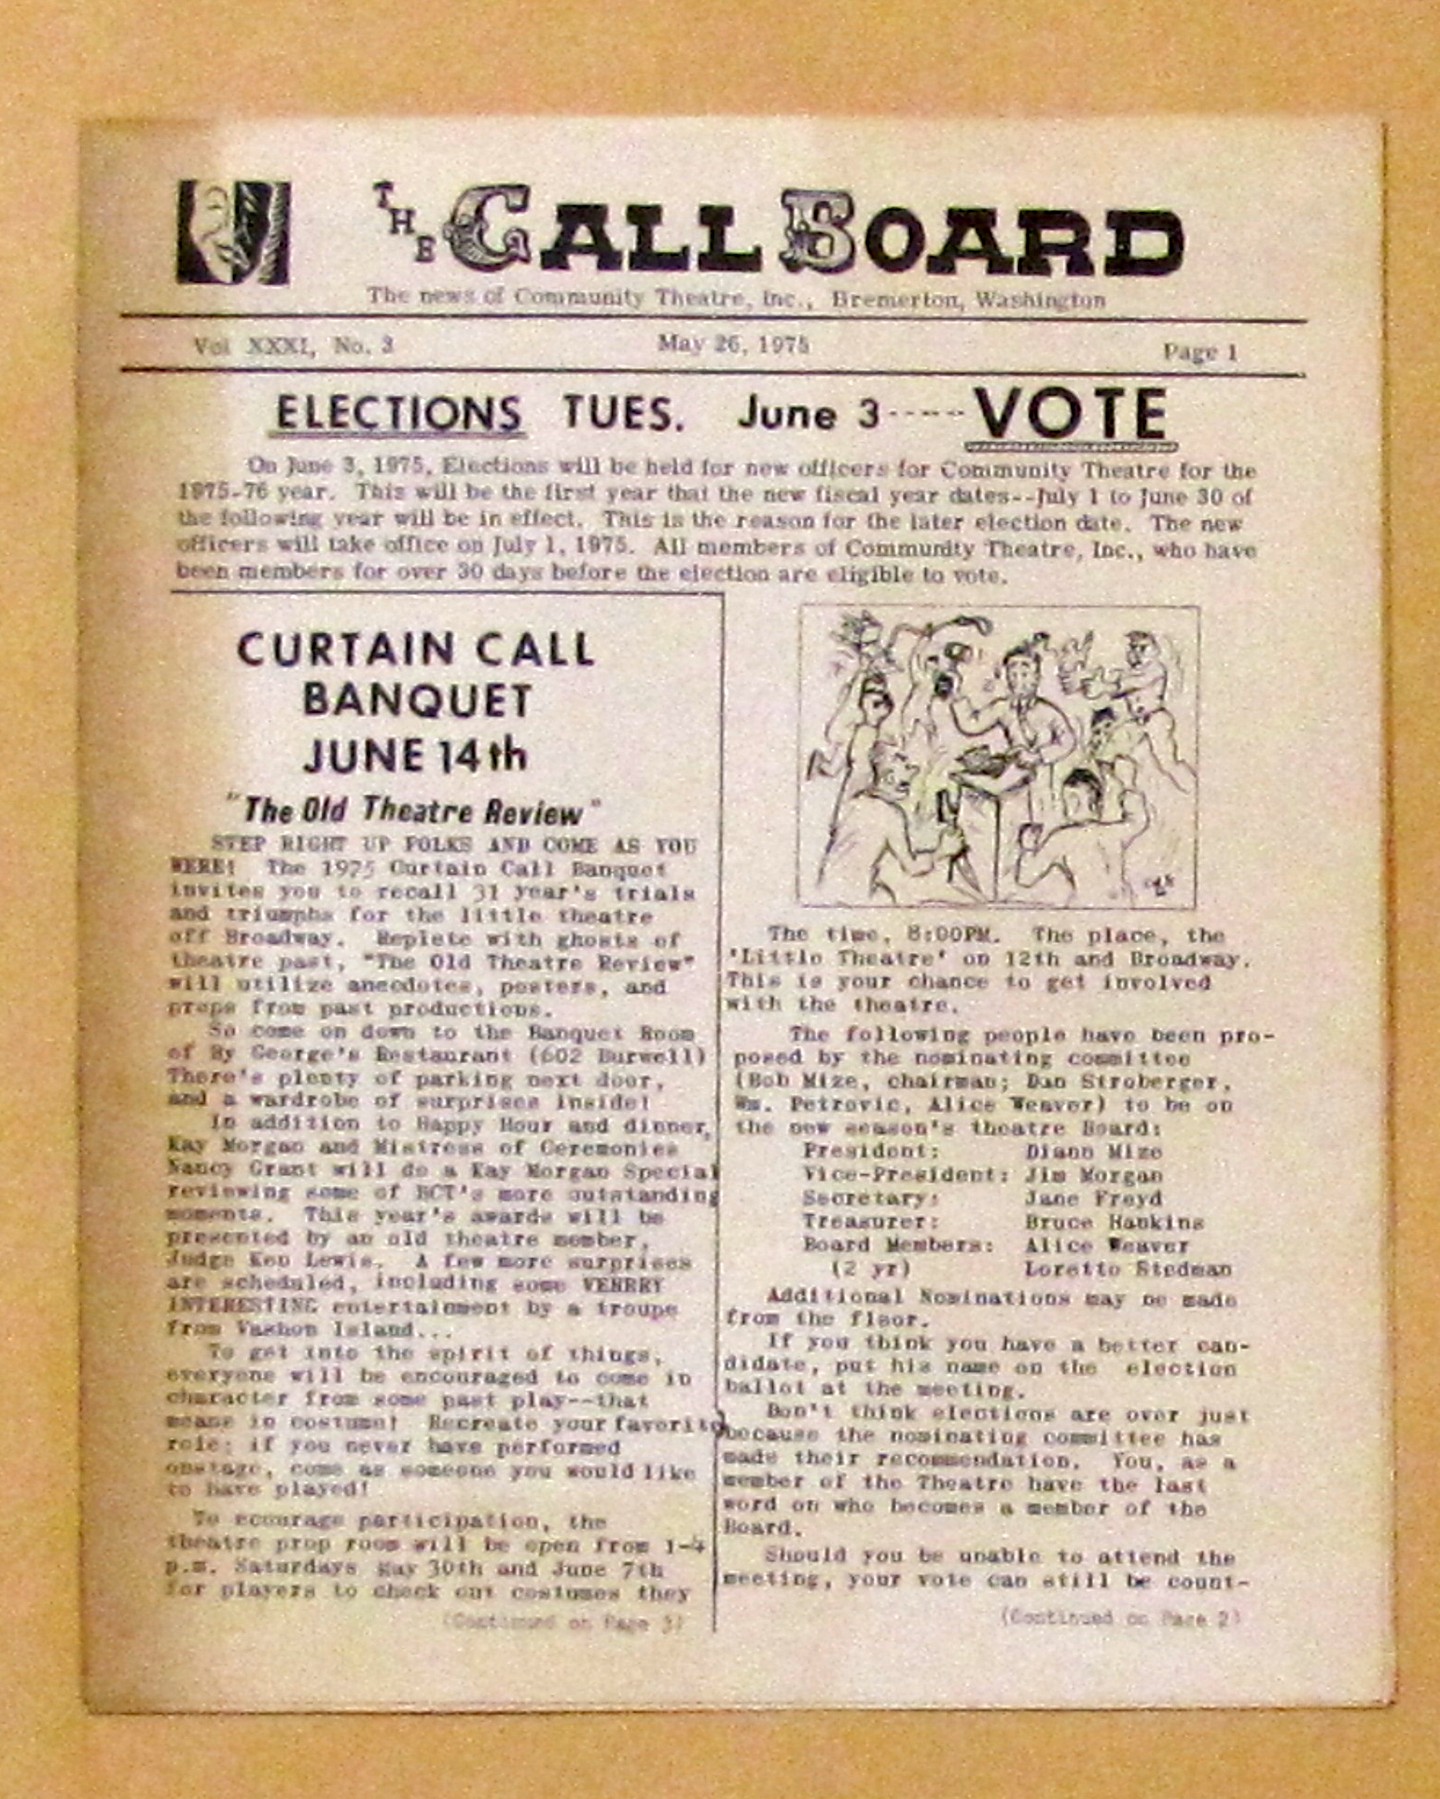 THE CALL BOARD
The news of Community Theatre, Inc., Bremerton, Washington
Vol XXXI, No. 3 May 26, 1975 Page 1
ELECTIONS TUES. June 3------VOTE
On June 3, 1975, Elections will be held for new officers for Community Theatre for the
1975-76 year. This will be the first year that the new fiscal year dates--July 1 to June 30 of
the following year will be in effect. This is the reason for the later election date. The new
officers will take office on July 1, 1975. All members of Community Theatre, Inc., who have
been members for over 30 days before the election are eligible to vote.
CURTAIN CALL
BANQUET
JUNE 14th
"The Old Theatre Review"
STEP RIGHT UP FOLKS AND COME AS YOU
WERE! The 1975 Curtain Call Banquet
invites you to recall 31 year's trials
and triumphs for the little theatre
off Broadway. Replete with ghosts of
theatre past, "The Old Theatre Review"
will utilize anecdotes, posters, and
props from past productions.
So come on down to the Banquet Room
of By George's Restaurant (602 Burwell)
There's plenty of parking next door,
and a wardrobe of surprises inside!
In addition to Happy Hour and dinner,
Kay Morgan and Mistress of Ceremonies
Nancy Grant will do a Kay Morgan Special
reviewing some of BCT's more outstanding
moments. This year's awards will be
presented by an old theatre member,
Judge Ken Lewis. A few more surprises
are scheduled, including some VERRRY
INTERESTING entertainment by a troupe
from Vashon Island...
To get into the spirit of things,
everyone will be encouraged to come in
character from some past play--that
means in costume! Recreate your favorite
role; if you never have performed
onstage, come as someone you would like
to have played!
To ecourage participation, the
theatre prop room will be open from 1-4
p.m. Saturdays May 30th and June 7th
for players to check out costumes they
(Continued on Page 3)
The time, 8:00PM. The place, the
'Little Theatre' on 12th and Broadway.
This is your chance to get involved
with the theatre.
The following people have been pro-
posed by the nominating committee
(Bob Mize, chairman; Dan Stroberger,
Wm. Petrovic, Alice Weaver) to be on
the new season's theatre Board:
President: Diann Mize
Vice-President: Jim Morgan
Secretary: Jane Freyd
Treasurer: Bruce Hankins
Board Members: Alice Weaver
(2 yr) Loretto Stedman
Additional Nominations may be made
from the floor.
If you think you have a better can-
didate, put his name on the election
ballot at the meeting.
Don't think elections are over just
because the nominating committee has
made their recommendation. You, as a
member of the Theatre have the last
word on who becomes a member of the
Board.
Should you be unable to attend the
meeting, your vote can still be count-
(Continued on Page 2)